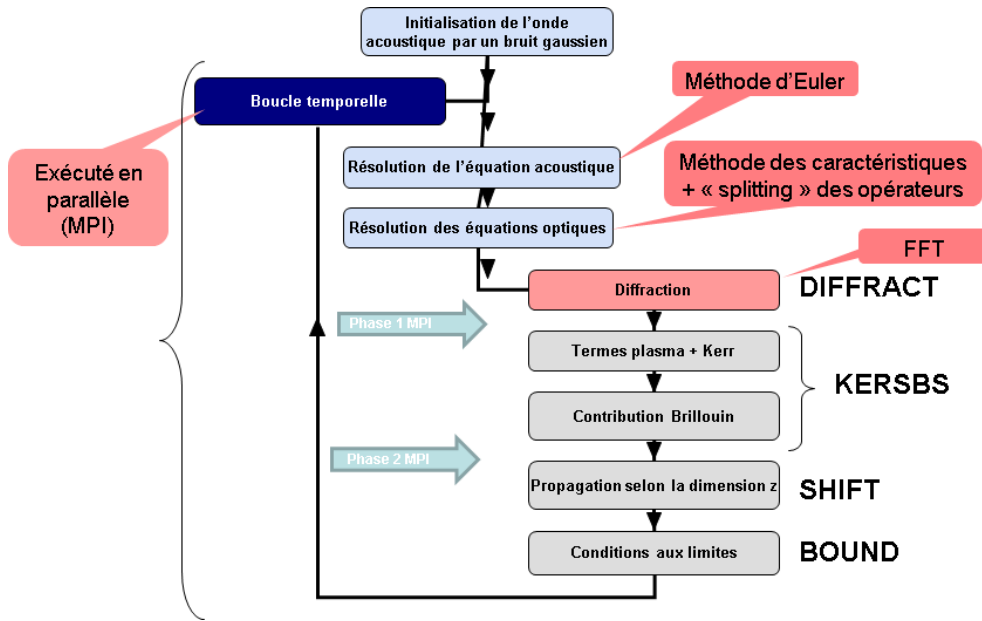 Initialisation de l'onde
acoustique par un bruit gaussien
Boucle temporelle
Méthode d'Euler
Exécuté en
parallèle
(MPI)
Résolution de l'équation acoustique
Méthode des caractéristiques
+ « splitting » des opérateurs
Résolution des équations optiques
FFT
Diffraction
DIFFRACT
Phase 1 MPI
Termes plasma + Kerr
KERSBS
Contribution Brillouin
Phase 2 MPI
Propagation selon la dimension z
SHIFT
Conditions aux limites
BOUND